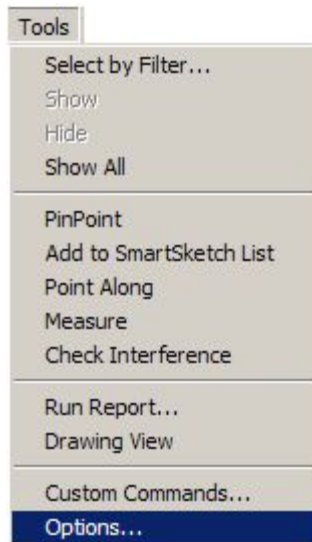 Tools
Select by Filter...
Show
Hide
Show All
PinPoint
Add to SmartSketch List
Point Along
Measure
Check Interference
Run Report...
Drawing View
Custom Commands...
Options...